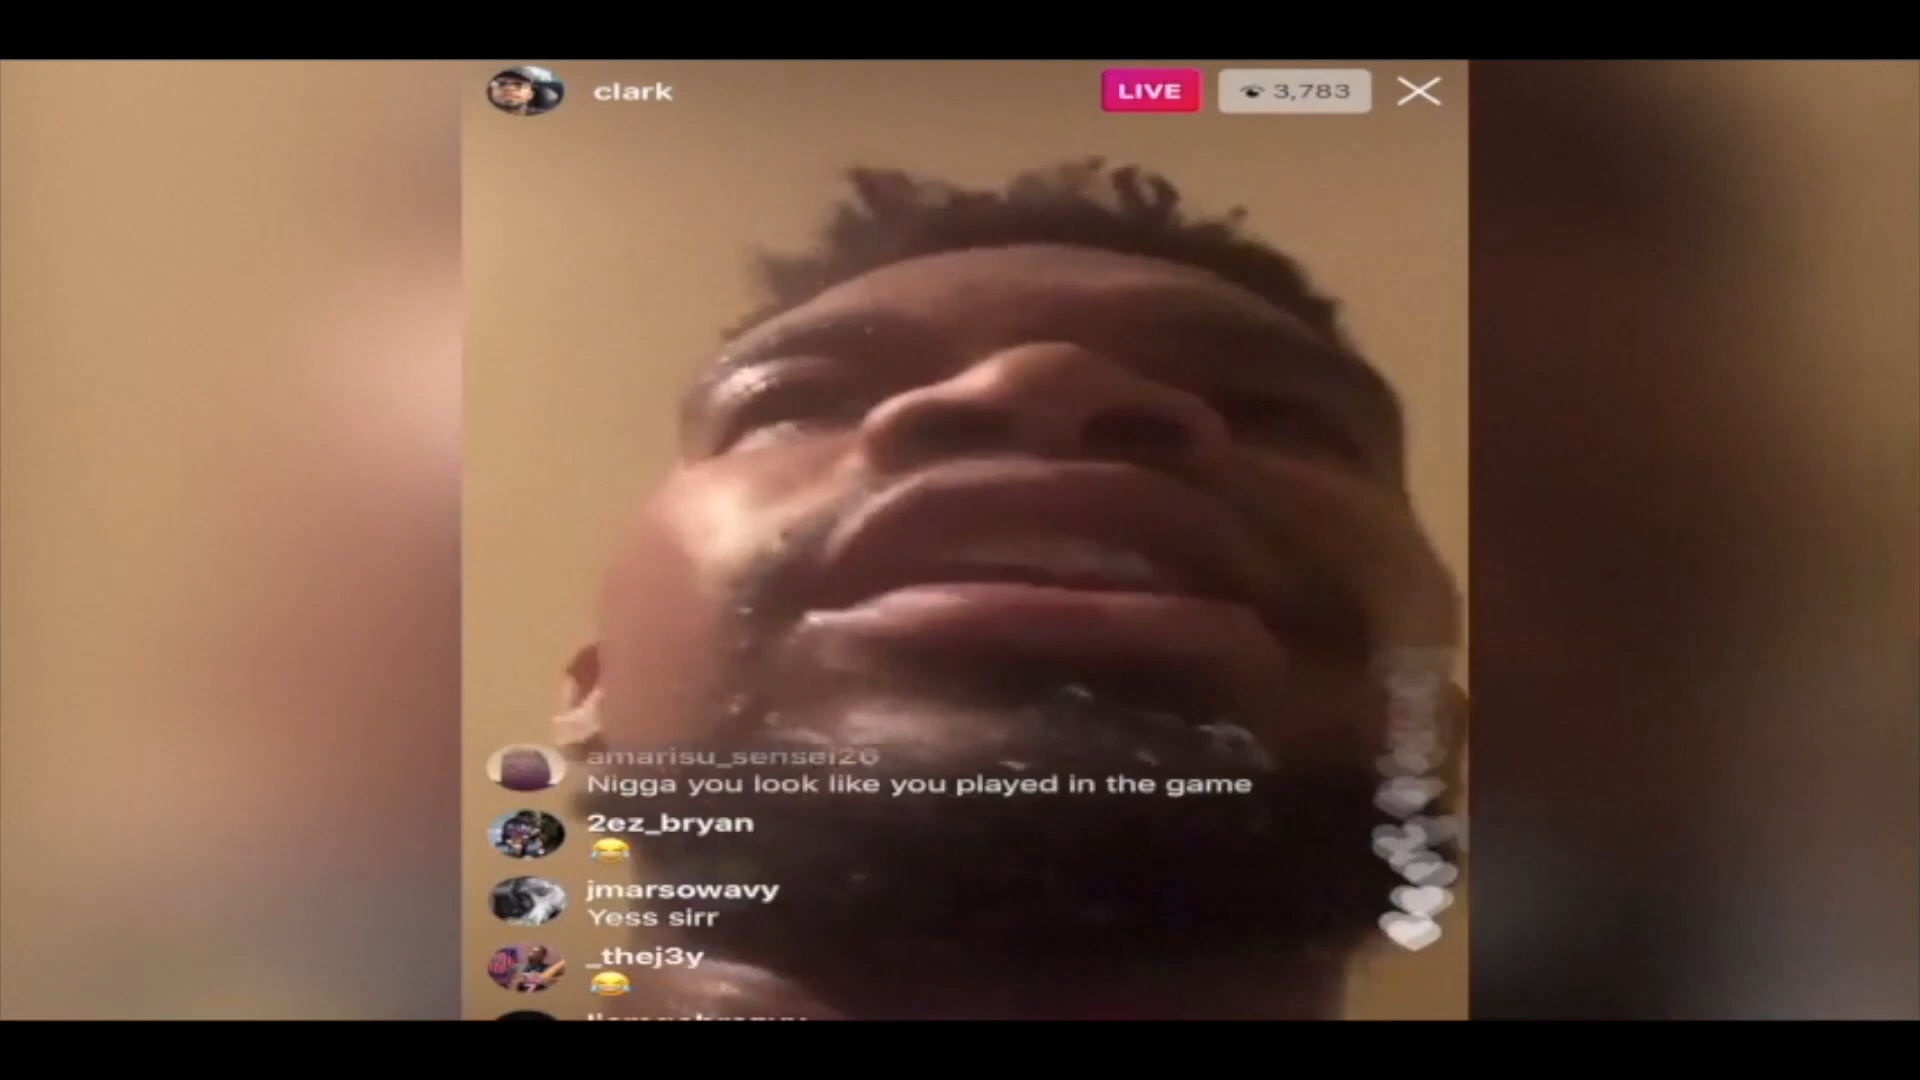 clark
LIVE
3,783
amarisu_sensei26
Nigga you look like you played in the game
2ez_bryan
😂
jmarsowavy
Yess sirr
_thej3y
😂